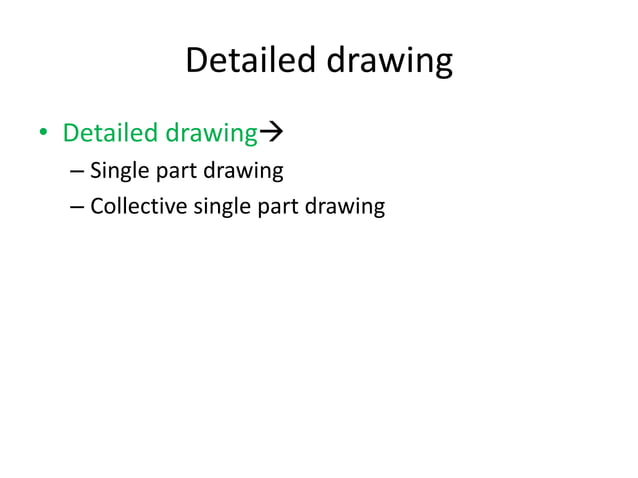 Detailed drawing
• Detailed drawing→
– Single part drawing
– Collective single part drawing